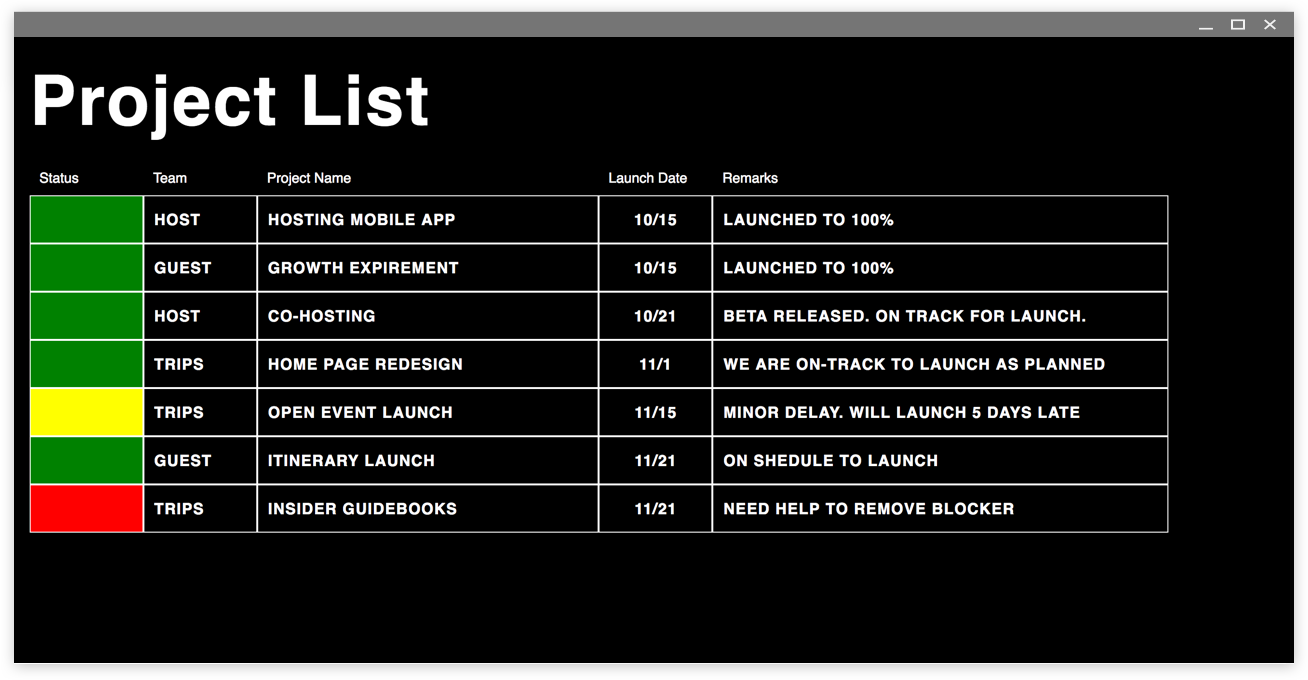 Project List
Status Team Project Name Launch Date Remarks
HOST HOSTING MOBILE APP 10/15 LAUNCHED TO 100%
GUEST GROWTH EXPIREMENT 10/15 LAUNCHED TO 100%
HOST CO-HOSTING 10/21 BETA RELEASED. ON TRACK FOR LAUNCH.
TRIPS HOME PAGE REDESIGN 11/1 WE ARE ON-TRACK TO LAUNCH AS PLANNED
TRIPS OPEN EVENT LAUNCH 11/15 MINOR DELAY. WILL LAUNCH 5 DAYS LATE
GUEST ITINERARY LAUNCH 11/21 ON SHEDULE TO LAUNCH
TRIPS INSIDER GUIDEBOOKS 11/21 NEED HELP TO REMOVE BLOCKER